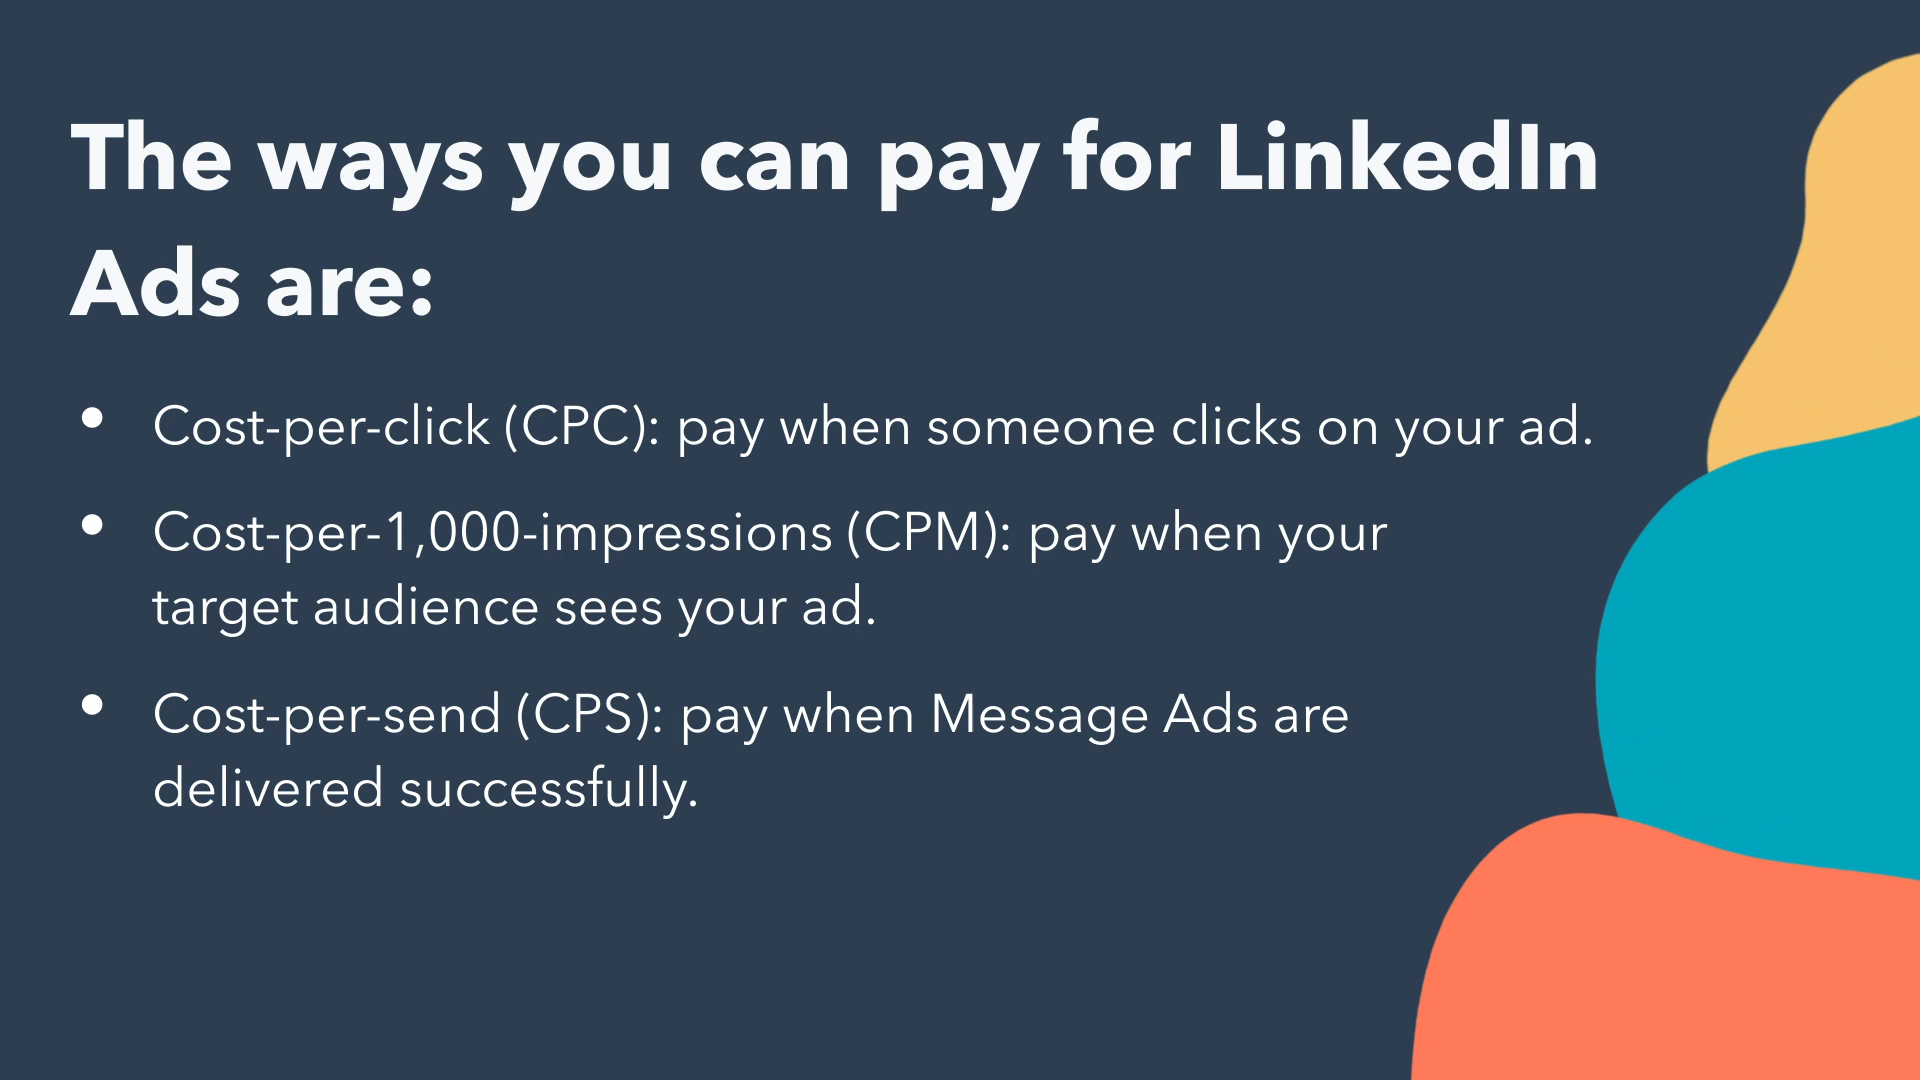 The ways you can pay for LinkedIn
Ads are:
• Cost-per-click (CPC): pay when someone clicks on your ad.
• Cost-per-1,000-impressions (CPM): pay when your
target audience sees your ad.
• Cost-per-send (CPS): pay when Message Ads are
delivered successfully.